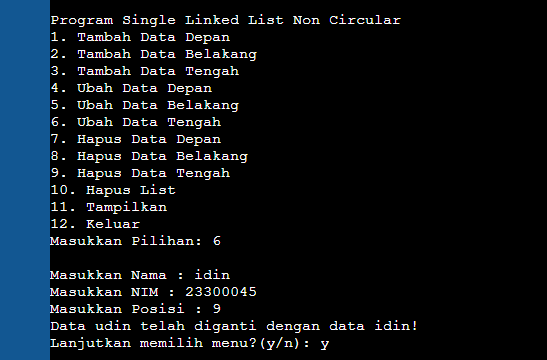 Program Single Linked List Non Circular
1. Tambah Data Depan
2. Tambah Data Belakang
3. Tambah Data Tengah
4. Ubah Data Depan
5. Ubah Data Belakang
6. Ubah Data Tengah
7. Hapus Data Depan
8. Hapus Data Belakang
9. Hapus Data Tengah
10. Hapus List
11. Tampilkan
12. Keluar
Masukkan Pilihan: 6
Masukkan Nama : idin
Masukkan NIM : 23300045
Masukkan Posisi : 9
Data udin telah diganti dengan data idin!
Lanjutkan memilih menu?(y/n): y